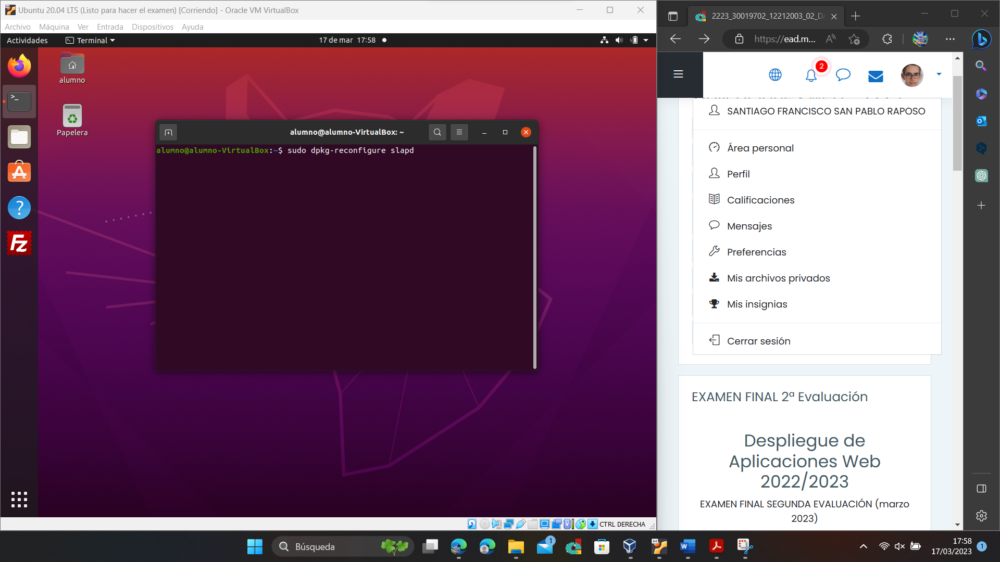 Ubuntu 20.04 LTS (Listo para hacer el examen) [Corriendo] - Oracle VM VirtualBox
Archivo Máquina Ver Entrada Dispositivos Ayuda
Actividades Terminal 17 de mar 17:58
alumno
Papelera
alumno@alumno-VirtualBox: ~
alumno@alumno-VirtualBox:~$ sudo dpkg-reconfigure slapd
CTRL DERECHA
2223_30019702_12212003_02_DA
https://ead.m...
2
SANTIAGO FRANCISCO SAN PABLO RAPOSO
Área personal
Perfil
Calificaciones
Mensajes
Preferencias
Mis archivos privados
Mis insignias
Cerrar sesión
EXAMEN FINAL 2ª Evaluación
Despliegue de
Aplicaciones Web
2022/2023
EXAMEN FINAL SEGUNDA EVALUACIÓN (marzo
2023)
Búsqueda
1
64
17:58
17/03/2023
1